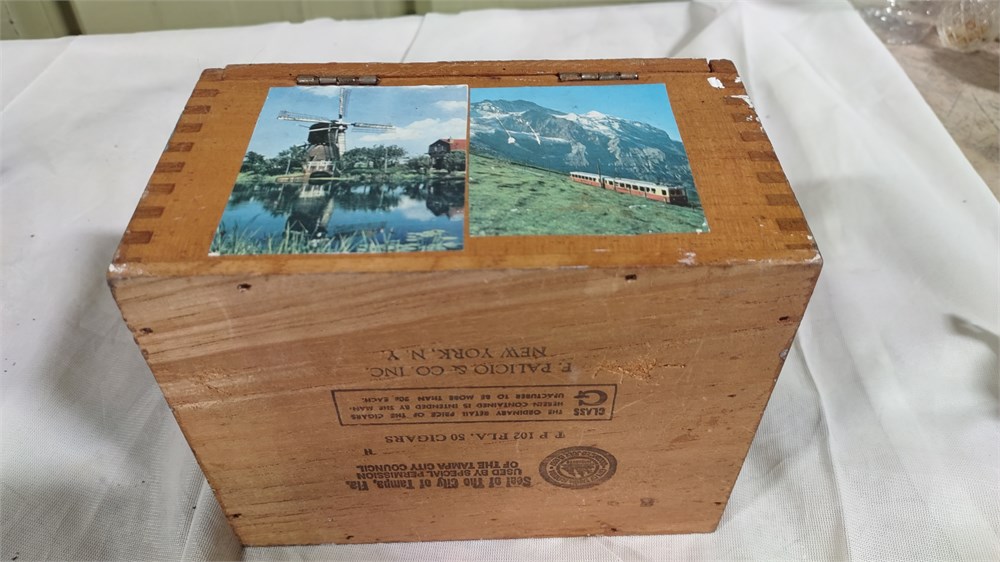 Seal of The City of Tampa, Fla.
USED BY SPECIAL PERMISSION
OF THE TAMPA CITY COUNCIL
T P 102 FLA. 50 CIGARS
CLASS
G
THE ORDINARY RETAIL PRICE OF THE CIGARS
HEREIN CONTAINED IS INTENDED BY THE MAN-
UFACTURER TO BE MORE THAN 20¢ EACH.
F. PALICIO & CO. INC.
NEW YORK, N. Y.